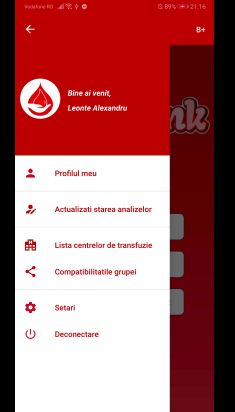 Vodafone RO 89% 21:16
B+
Bine ai venit,
Leonte Alexandru
nk
Profilul meu
Actualizati starea analizelor
Lista centrelor de transfuzie
Compatibilitatile grupei
Setari
Deconectare